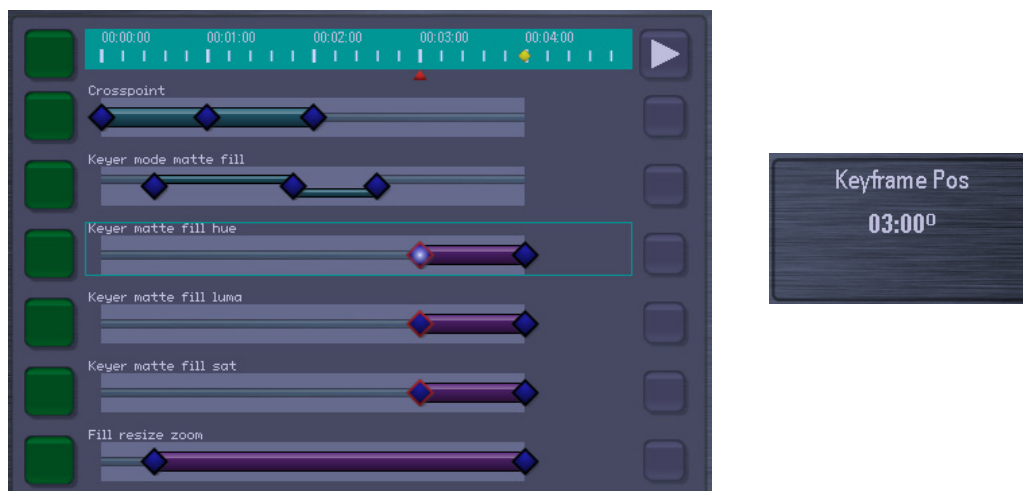 00:00:00 00:01:00 00:02:00 00:03:00 00:04:00
Crosspoint
Keyer mode matte fill
Keyer matte fill hue
Keyer matte fill luma
Keyer matte fill sat
Fill resize zoom
Keyframe Pos
03:00⁰